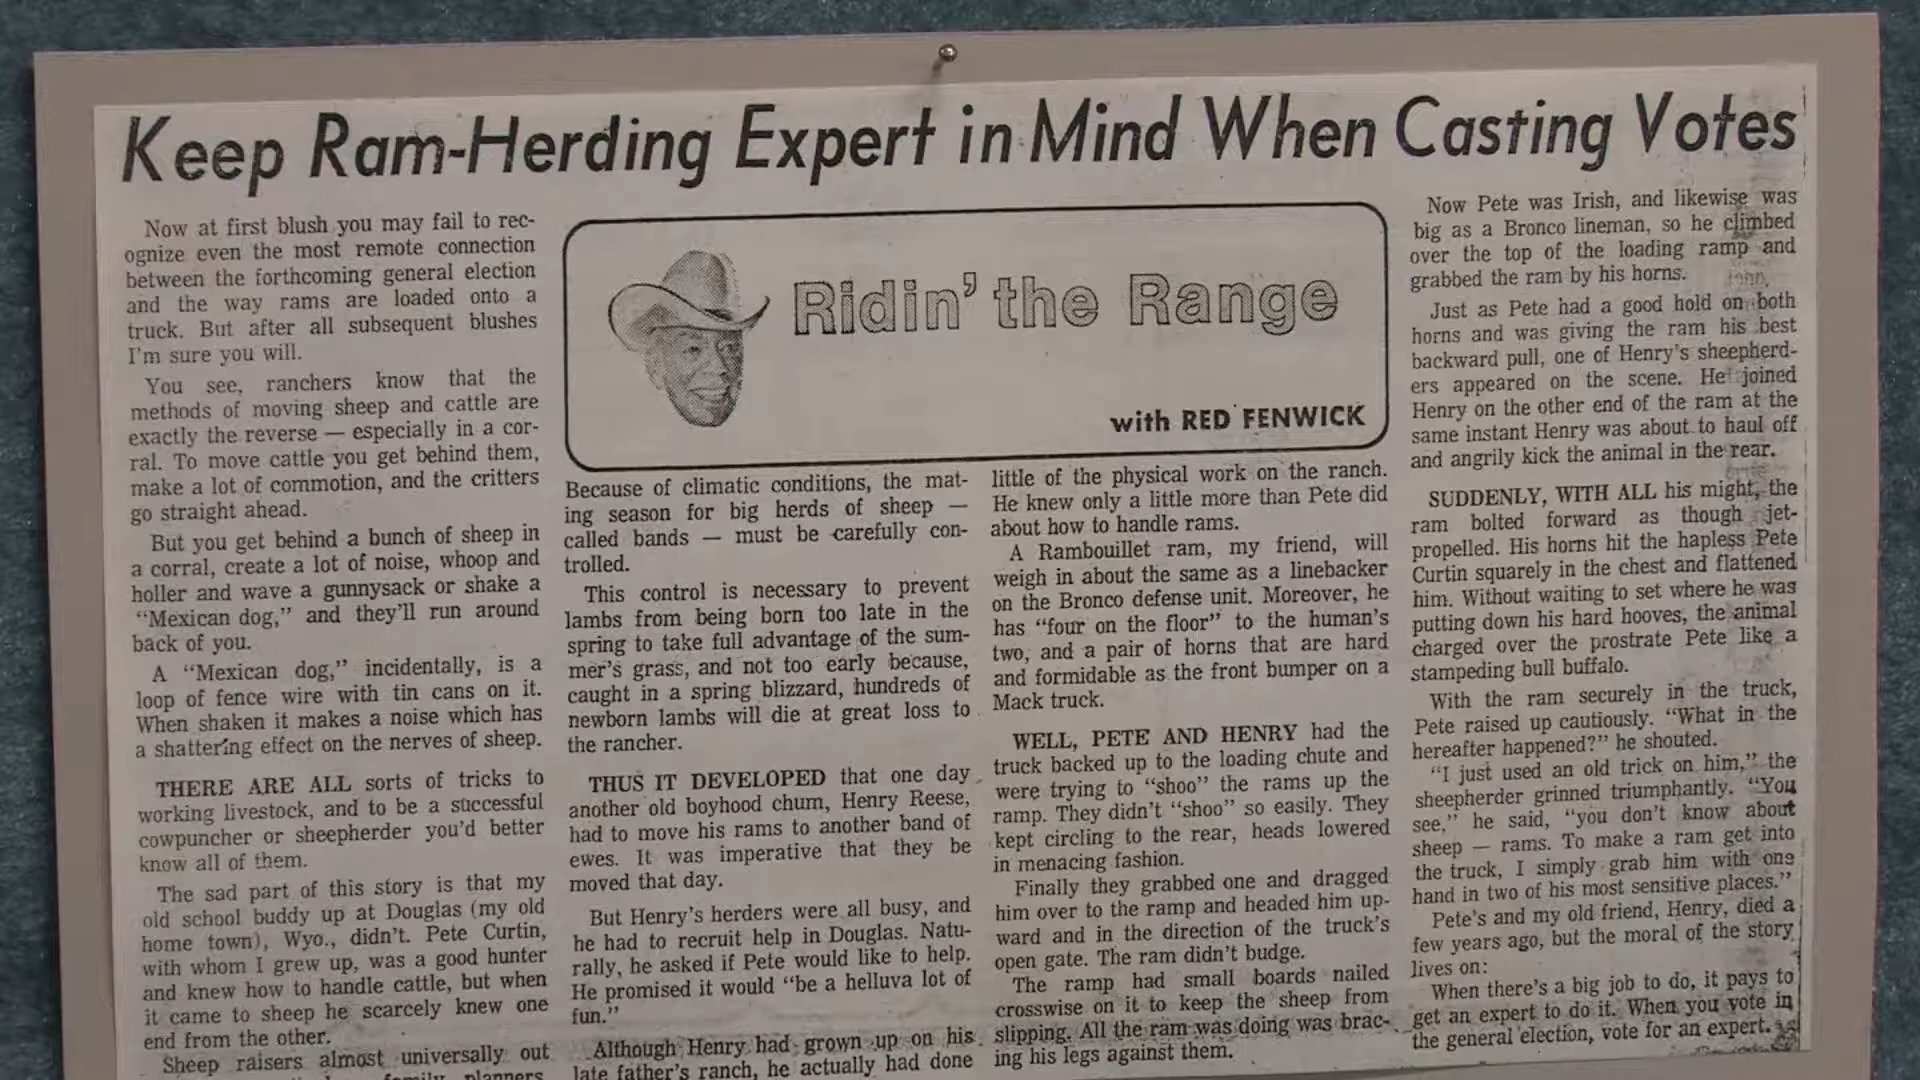 Keep Ram-Herding Expert in Mind When Casting Votes
Now at first blush you may fail to rec-
ognize even the most remote connection
between the forthcoming general election
and the way rams are loaded onto a
truck. But after all subsequent blushes
I'm sure you will.
You see, ranchers know that the
methods of moving sheep and cattle are
exactly the reverse — especially in a cor-
ral. To move cattle you get behind them,
make a lot of commotion, and the critters
go straight ahead.
But you get behind a bunch of sheep in
a corral, create a lot of noise, whoop and
holler and wave a gunnysack or shake a
“Mexican dog,” and they'll run around
back of you.
A “Mexican dog,” incidentally, is a
loop of fence wire with tin cans on it.
When shaken it makes a noise which has
a shattering effect on the nerves of sheep.
THERE ARE ALL sorts of tricks to
working livestock, and to be a successful
cowpuncher or sheepherder you'd better
know all of them.
The sad part of this story is that my
old school buddy up at Douglas (my old
home town), Wyo., didn't. Pete Curtin,
with whom I grew up, was a good hunter
and knew how to handle cattle, but when
it came to sheep he scarcely knew one
end from the other.
Sheep raisers almost universally out
family planners
Ridin' the Range
with RED FENWICK
Because of climatic conditions, the mat-
ing season for big herds of sheep —
called bands — must be carefully con-
trolled.
This control is necessary to prevent
lambs from being born too late in the
spring to take full advantage of the sum-
mer's grass, and not too early because,
caught in a spring blizzard, hundreds of
newborn lambs will die at great loss to
the rancher.
THUS IT DEVELOPED that one day
another old boyhood chum, Henry Reese,
had to move his rams to another band of
ewes. It was imperative that they be
moved that day.
But Henry's herders were all busy, and
he had to recruit help in Douglas. Natu-
rally, he asked if Pete would like to help.
He promised it would “be a helluva lot of
fun.”
Although Henry had grown up on his
late father's ranch, he actually had done
little of the physical work on the ranch.
He knew only a little more than Pete did
about how to handle rams.
A Rambouillet ram, my friend, will
weigh in about the same as a linebacker
on the Bronco defense unit. Moreover, he
has “four on the floor” to the human's
two, and a pair of horns that are hard
and formidable as the front bumper on a
Mack truck.
WELL, PETE AND HENRY had the
truck backed up to the loading chute and
were trying to “shoo” the rams up the
ramp. They didn't “shoo” so easily. They
kept circling to the rear, heads lowered
in menacing fashion.
Finally they grabbed one and dragged
him over to the ramp and headed him up-
ward and in the direction of the truck's
open gate. The ram didn't budge.
The ramp had small boards nailed
crosswise on it to keep the sheep from
slipping. All the ram was doing was brac-
ing his legs against them.
Now Pete was Irish, and likewise was
big as a Bronco lineman, so he climbed
over the top of the loading ramp and
grabbed the ram by his horns.
Just as Pete had a good hold on both
horns and was giving the ram his best
backward pull, one of Henry's sheepherd-
ers appeared on the scene. He joined
Henry on the other end of the ram at the
same instant Henry was about to haul off
and angrily kick the animal in the rear.
SUDDENLY, WITH ALL his might, the
ram bolted forward as though jet-
propelled. His horns hit the hapless Pete
Curtin squarely in the chest and flattened
him. Without waiting to set where he was
putting down his hard hooves, the animal
charged over the prostrate Pete like a
stampeding bull buffalo.
With the ram securely in the truck,
Pete raised up cautiously. “What in the
hereafter happened?” he shouted.
“I just used an old trick on him,” the
sheepherder grinned triumphantly. “You
see,” he said, “you don't know about
sheep — rams. To make a ram get into
the truck, I simply grab him with one
hand in two of his most sensitive places.”
Pete's and my old friend, Henry, died a
few years ago, but the moral of the story
lives on:
When there's a big job to do, it pays to
get an expert to do it. When you vote in
the general election, vote for an expert.